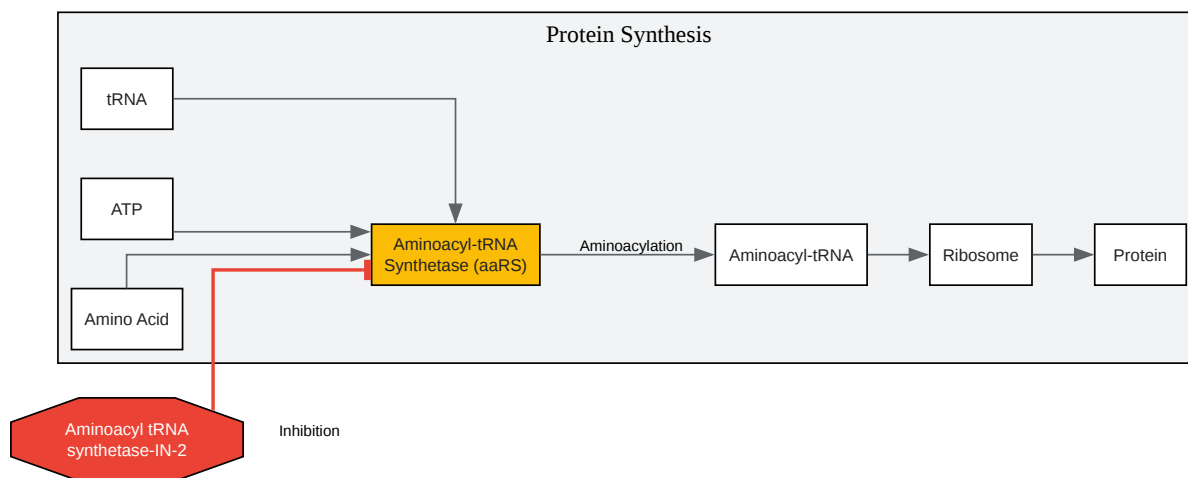 Protein Synthesis
tRNA
ATP
Amino Acid
Aminoacyl-tRNA
Synthetase (aaRS)
Aminoacylation
Aminoacyl-tRNA
Ribosome
Protein
Aminoacyl tRNA
synthetase-IN-2
Inhibition